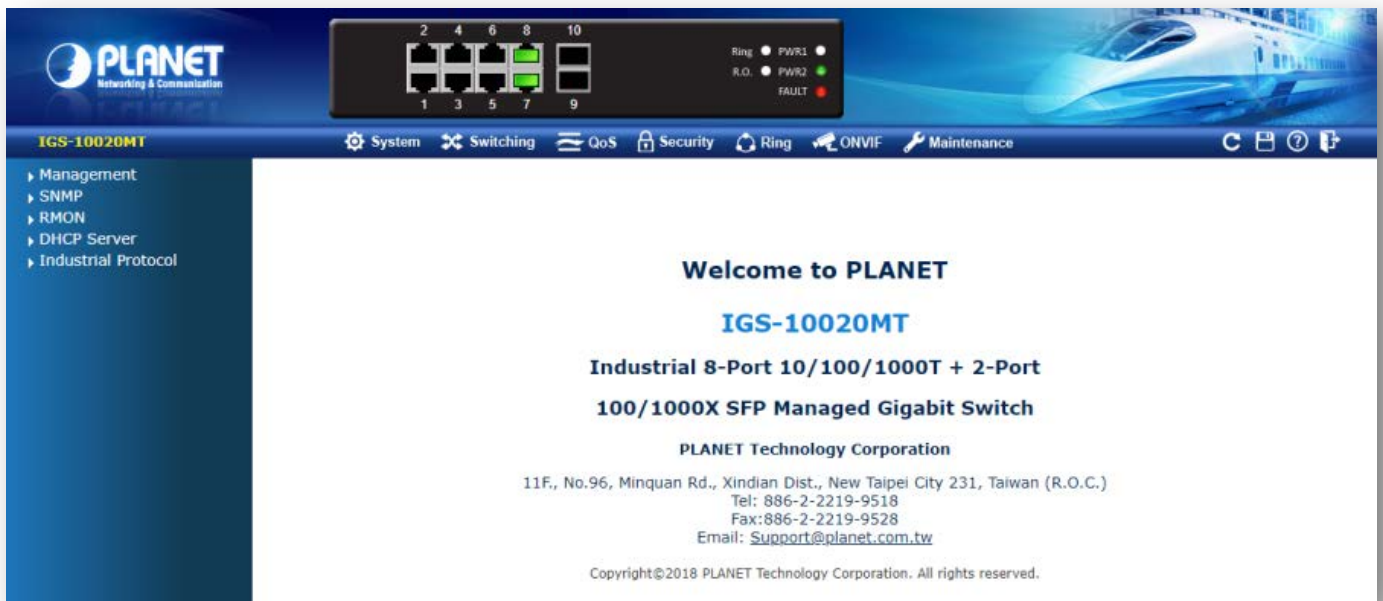 PLANET
Networking & Communication
2 4 6 8 10
1 3 5 7 9
Ring PWR1
R.O. PWR2
FAULT
IGS-10020MT
System Switching QoS Security Ring ONVIF Maintenance
Management
SNMP
RMON
DHCP Server
Industrial Protocol
Welcome to PLANET
IGS-10020MT
Industrial 8-Port 10/100/1000T + 2-Port
100/1000X SFP Managed Gigabit Switch
PLANET Technology Corporation
11F., No.96, Minquan Rd., Xindian Dist., New Taipei City 231, Taiwan (R.O.C.)
Tel: 886-2-2219-9518
Fax:886-2-2219-9528
Email: Support@planet.com.tw
Copyright©2018 PLANET Technology Corporation. All rights reserved.